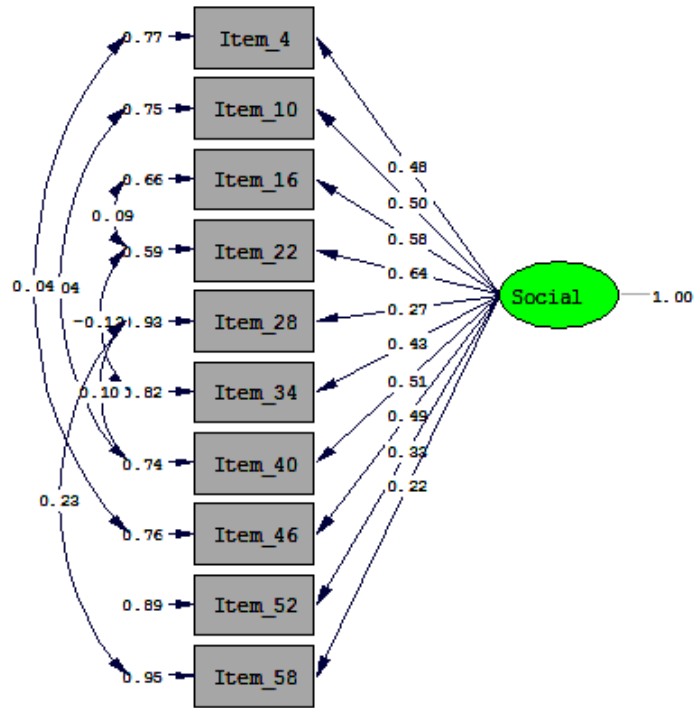 0.77 Item_4
0.48
0.75 Item_10
0.50
0.66 Item_16
0.09
0.58
0.59 Item_22
0.64
0.04
04
Social
1.00
0.93 Item_28
0.27
0.43
0.82 Item_34
0.51
0.10
0.49
0.33
0.74 Item_40
0.22
0.23
0.76 Item_46
0.89 Item_52
0.95 Item_58